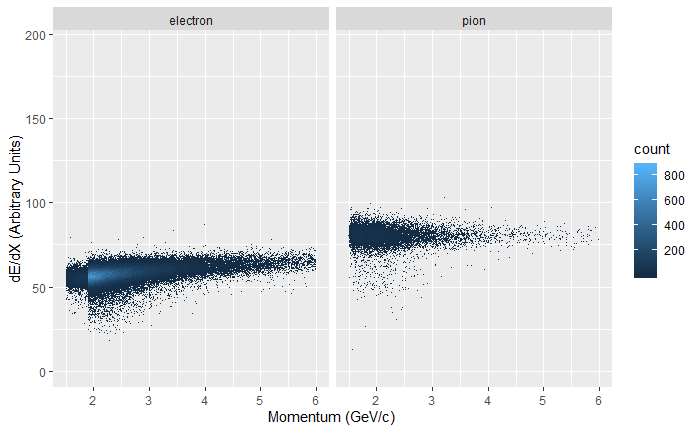 electron
pion
200
150
100
50
0
dE/dX (Arbitrary Units)
2 3 4 5 6
2 3 4 5 6
Momentum (GeV/c)
count
800
600
400
200